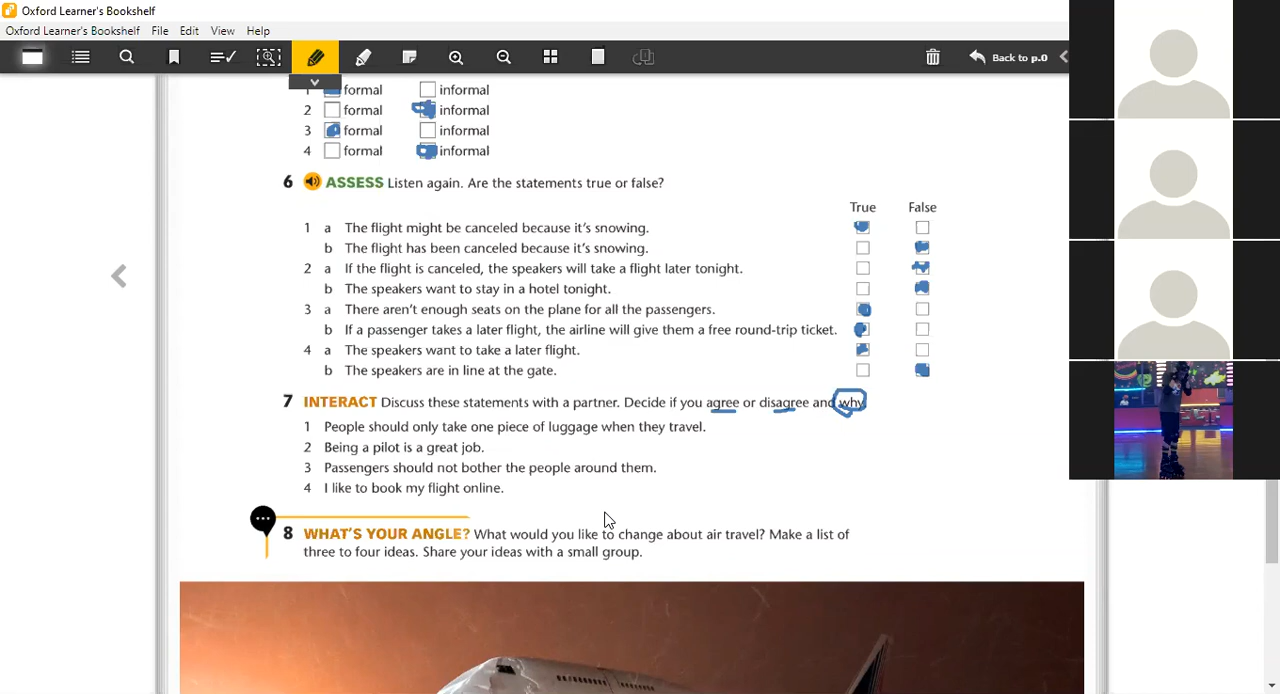 Oxford Learner's Bookshelf
Oxford Learner's Bookshelf File Edit View Help
Back to p.0
1 formal informal
2 formal informal
3 formal informal
4 formal informal
6 ASSESS Listen again. Are the statements true or false?
True False
1 a The flight might be canceled because it's snowing.
b The flight has been canceled because it's snowing.
2 a If the flight is canceled, the speakers will take a flight later tonight.
b The speakers want to stay in a hotel tonight.
3 a There aren't enough seats on the plane for all the passengers.
b If a passenger takes a later flight, the airline will give them a free round-trip ticket.
4 a The speakers want to take a later flight.
b The speakers are in line at the gate.
7 INTERACT Discuss these statements with a partner. Decide if you agree or disagree and why.
1 People should only take one piece of luggage when they travel.
2 Being a pilot is a great job.
3 Passengers should not bother the people around them.
4 I like to book my flight online.
8 WHAT'S YOUR ANGLE? What would you like to change about air travel? Make a list of
three to four ideas. Share your ideas with a small group.